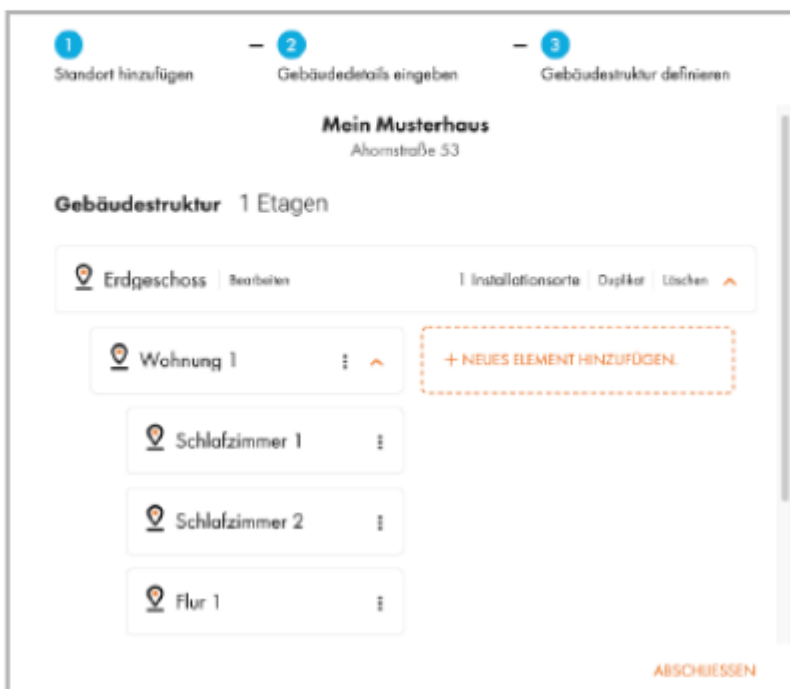 1 – 2 – 3
Standort hinzufügen Gebäudedetails eingeben Gebäudestruktur definieren
Mein Musterhaus
Ahornstraße 53
Gebäudestruktur 1 Etagen
Erdgeschoss Bearbeiten 1 Installationsorte Duplikat Löschen
Wohnung 1 + NEUES ELEMENT HINZUFÜGEN.
Schlafzimmer 1
Schlafzimmer 2
Flur 1
ABSCHLIESSEN